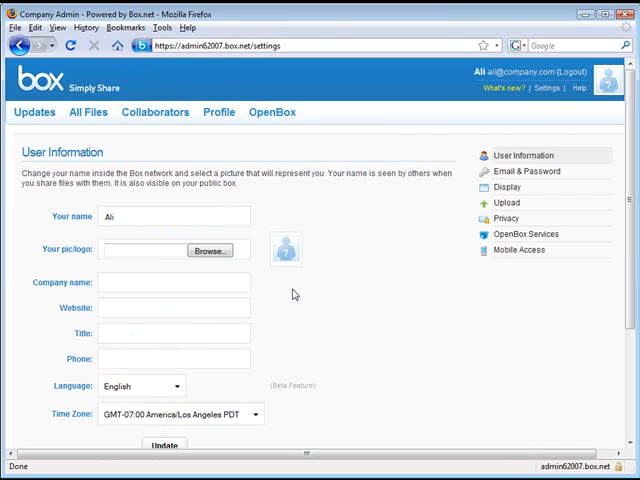 Company Admin - Powered by Box.net - Mozilla Firefox
File Edit View History Bookmarks Tools Help
https://admin62007.box.net/settings
Google
box Simply Share
Ali ali@company.com (Logout)
What's new? | Settings | Help
Updates All Files Collaborators Profile OpenBox
User Information
Change your name inside the Box network and select a picture that will represent you. Your name is seen by others when
you share files with them. It is also visible on your public box.
Your name Ali
Your pic/logo: Browse...
Company name:
Website:
Title:
Phone:
Language: English (Beta Feature)
Time Zone: GMT-07:00 America/Los Angeles PDT
Update
User Information
Email & Password
Display
Upload
Privacy
OpenBox Services
Mobile Access
Done admin62007.box.net